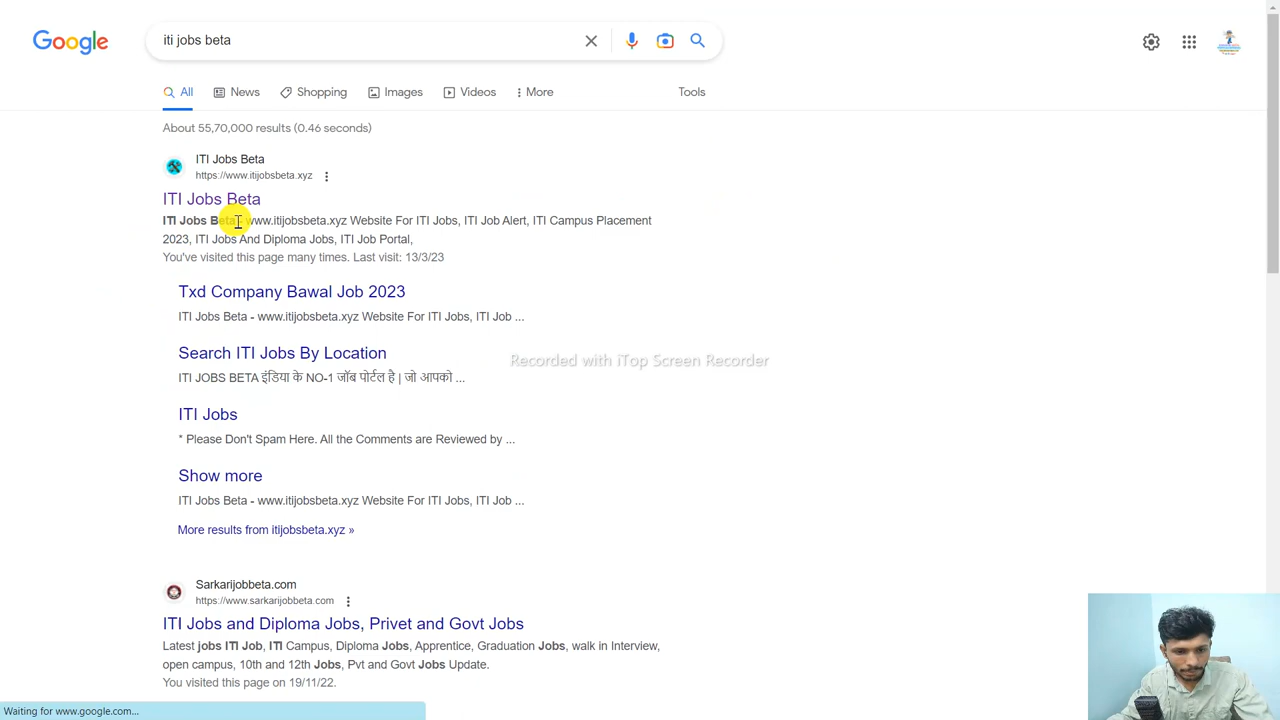 Google
iti jobs beta
All
News
Shopping
Images
Videos
More
Tools
About 55,70,000 results (0.46 seconds)
ITI Jobs Beta
https://www.itijobsbeta.xyz
ITI Jobs Beta
ITI Jobs Beta - www.itijobsbeta.xyz Website For ITI Jobs, ITI Job Alert, ITI Campus Placement
2023, ITI Jobs And Diploma Jobs, ITI Job Portal,
You've visited this page many times. Last visit: 13/3/23
Txd Company Bawal Job 2023
ITI Jobs Beta - www.itijobsbeta.xyz Website For ITI Jobs, ITI Job ...
Search ITI Jobs By Location
ITI JOBS BETA इंडिया के NO-1 जॉब पोर्टल है | जो आपको ...
Recorded with iTop Screen Recorder
ITI Jobs
* Please Don't Spam Here. All the Comments are Reviewed by ...
Show more
ITI Jobs Beta - www.itijobsbeta.xyz Website For ITI Jobs, ITI Job ...
More results from itijobsbeta.xyz »
Sarkarijobbeta.com
https://www.sarkarijobbeta.com
ITI Jobs and Diploma Jobs, Privet and Govt Jobs
Latest jobs ITI Job, ITI Campus, Diploma Jobs, Apprentice, Graduation Jobs, walk in Interview,
open campus, 10th and 12th Jobs, Pvt and Govt Jobs Update.
You visited this page on 19/11/22.
Waiting for www.google.com...